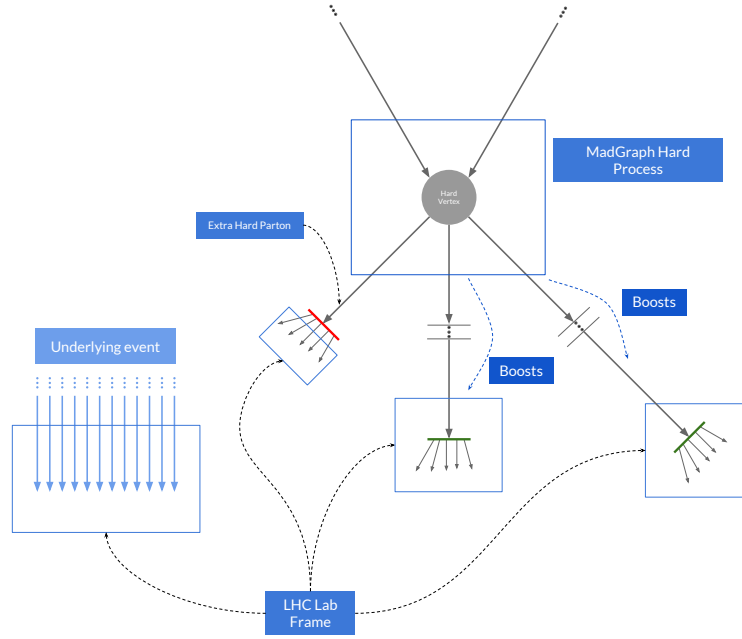 MadGraph Hard
Process
Hard
Vertex
Extra Hard Parton
Boosts
Underlying event
Boosts
LHC Lab
Frame